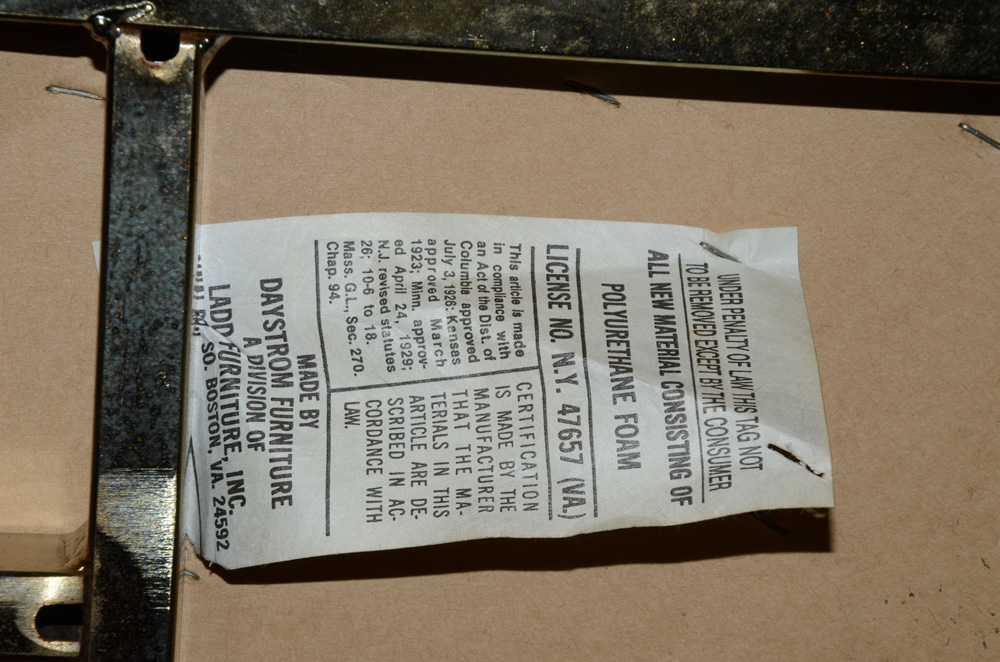 UNDER PENALTY OF LAW THIS TAG NOT
TO BE REMOVED EXCEPT BY THE CONSUMER
ALL NEW MATERIAL CONSISTING OF
POLYURETHANE FOAM
LICENSE NO. N.Y. 47657 (VA.)
This article is made
in compliance with
an Act of the Dist. of
Columbia approved
July 3, 1926; Kansas
approved March
1923; Minn. approv-
ed April 24, 1929;
N.J. revised statutes
26; 10-6 to 18.
Mass. G.L., Sec. 270.
Chap. 94.
CERTIFICATION
IS MADE BY THE
MANUFACTURER
THAT THE MA-
TERIALS IN THIS
ARTICLE ARE DE-
SCRIBED IN AC-
CORDANCE WITH
LAW.
MADE BY
DAYSTROM FURNITURE
A DIVISION OF
LADD FURNITURE, INC.
SO. BOSTON, VA. 24592